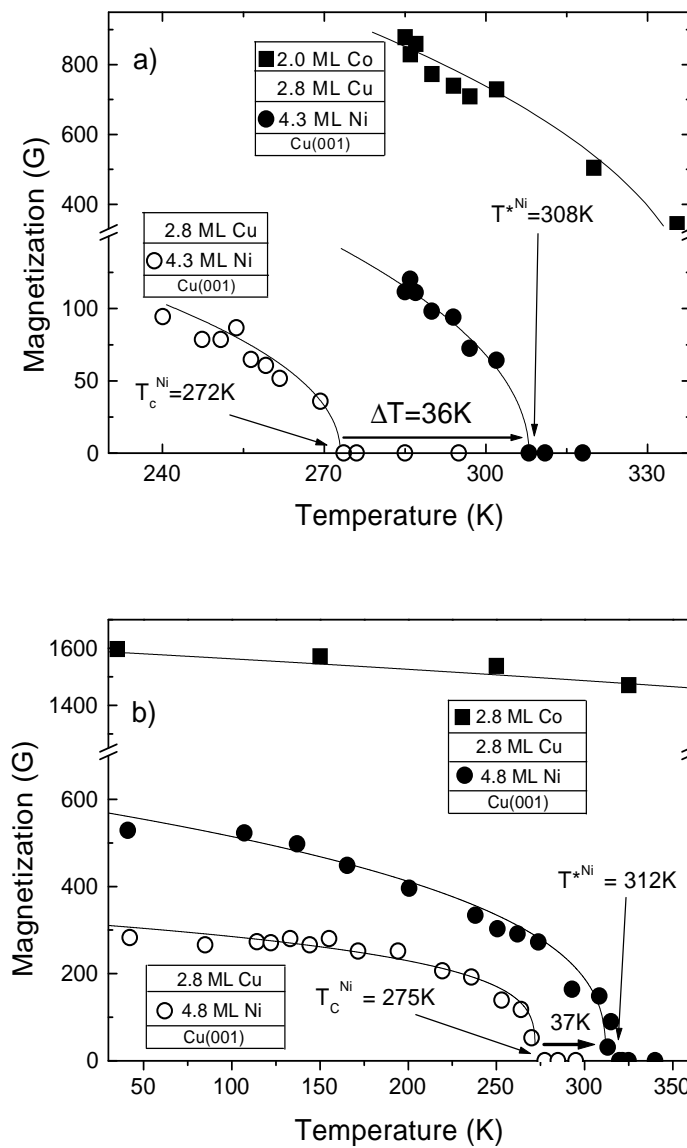 a)
2.0 ML Co
2.8 ML Cu
4.3 ML Ni
Cu(001)
2.8 ML Cu
4.3 ML Ni
Cu(001)
T*Ni=308K
TcNi=272K
ΔT=36K
800
600
400
100
50
0
240
270
300
335
Magnetization (G)
Temperature (K)
b)
2.8 ML Co
2.8 ML Cu
4.8 ML Ni
Cu(001)
2.8 ML Cu
4.8 ML Ni
Cu(001)
T*Ni = 312K
TCNi = 275K
37K
1600
1400
600
400
200
0
50
100
150
200
250
300
350
Magnetization (G)
Temperature (K)